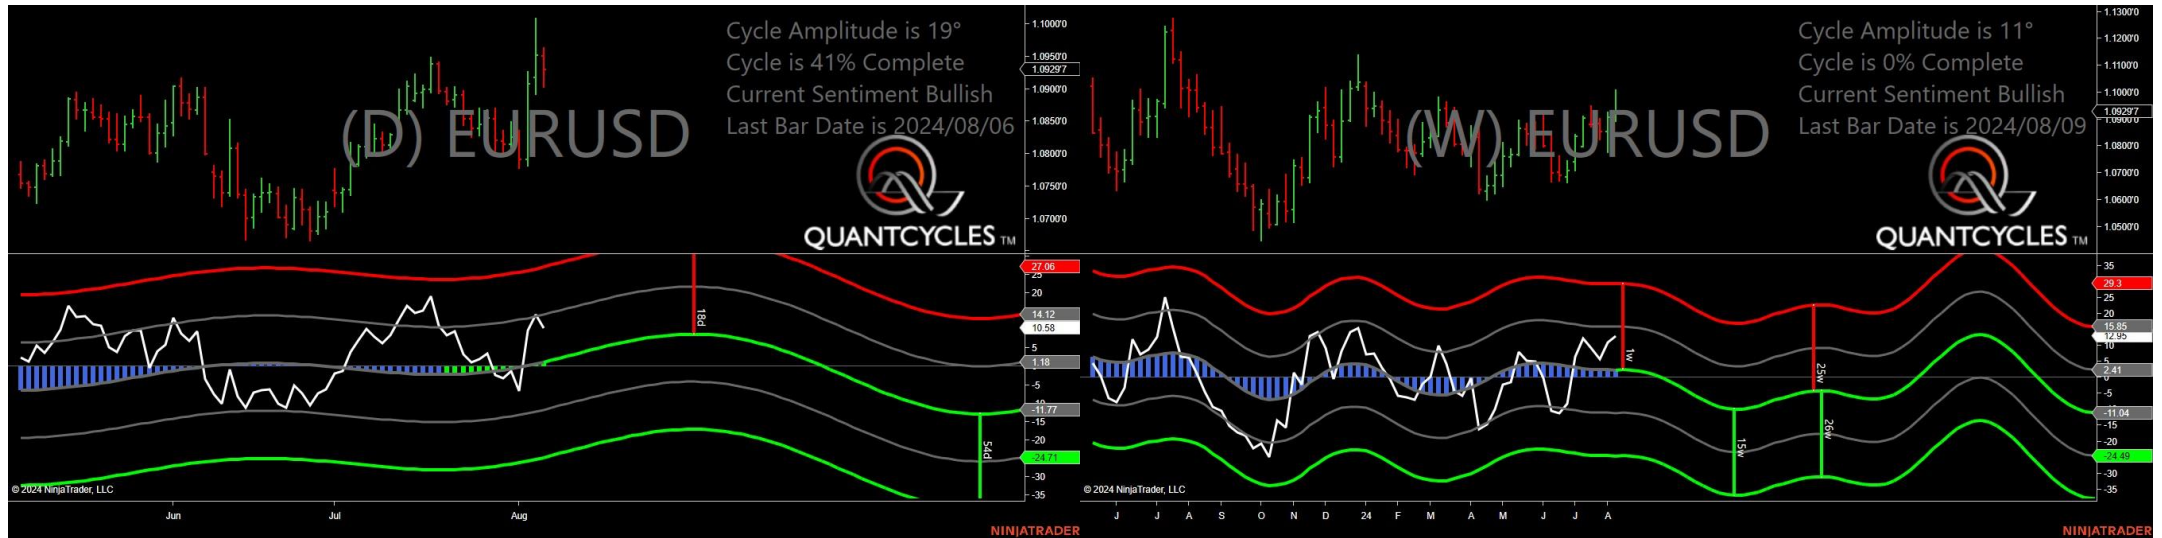 Cycle Amplitude is 19°
Cycle is 41% Complete
Current Sentiment Bullish
Last Bar Date is 2024/08/06
(D) EURUSD
QUANTCYCLES TM
1.1000'0
1.0950'0
1.0929'7
1.0900'0
1.0850'0
1.0800'0
1.0750'0
1.0700'0
27.06
25
20
14.12
10.58
5
1.18
-5
-11.77
-15
-20
-24.71
-30
-35
18d
54d
© 2024 NinjaTrader, LLC
Jun Jul Aug
NINJATRADER
Cycle Amplitude is 11°
Cycle is 0% Complete
Current Sentiment Bullish
Last Bar Date is 2024/08/09
(W) EURUSD
QUANTCYCLES TM
1.1300'0
1.1200'0
1.1100'0
1.1000'0
1.0929'7
1.0900'0
1.0800'0
1.0700'0
1.0600'0
1.0500'0
35
29.3
25
20
15.85
12.95
10
5
2.41
0
-5
-11.04
-15
-20
-24.49
-30
-35
1w
15w
25w
26w
© 2024 NinjaTrader, LLC
J J A S O N D 24 F M A M J J A
NINJATRADER